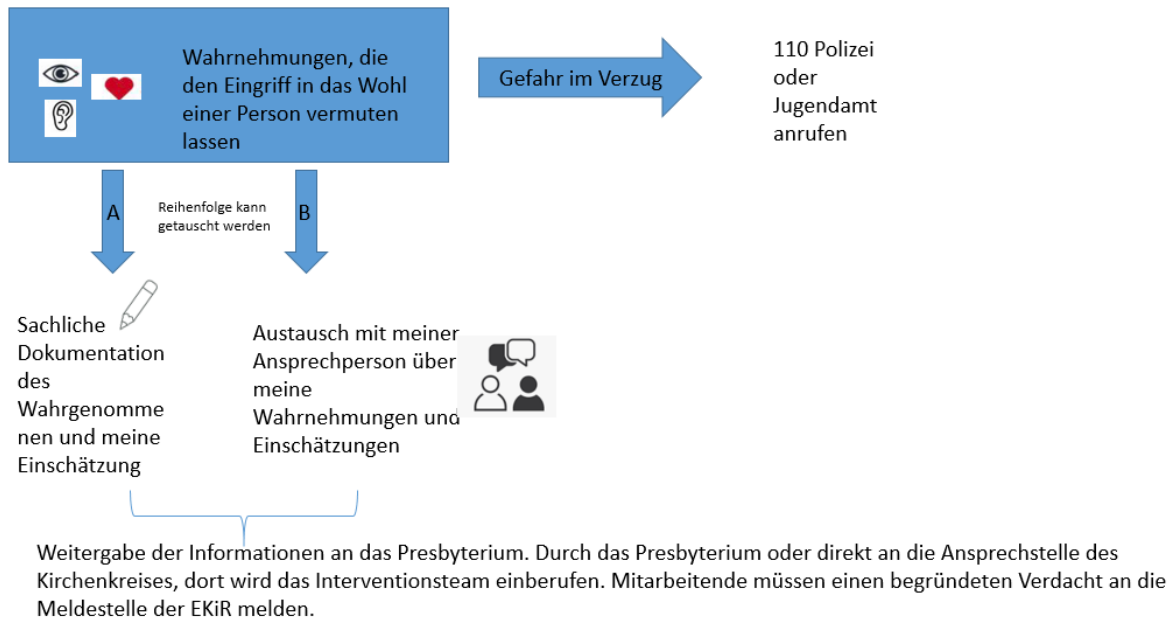 Wahrnehmungen, die
den Eingriff in das Wohl
einer Person vermuten
lassen
Gefahr im Verzug
110 Polizei
oder
Jugendamt
anrufen
A
Reihenfolge kann
getauscht werden
B
Sachliche
Dokumentation
des
Wahrgenomme
nen und meine
Einschätzung
Austausch mit meiner
Ansprechperson über
meine
Wahrnehmungen und
Einschätzungen
Weitergabe der Informationen an das Presbyterium. Durch das Presbyterium oder direkt an die Ansprechstelle des
Kirchenkreises, dort wird das Interventionsteam einberufen. Mitarbeitende müssen einen begründeten Verdacht an die
Meldestelle der EKiR melden.